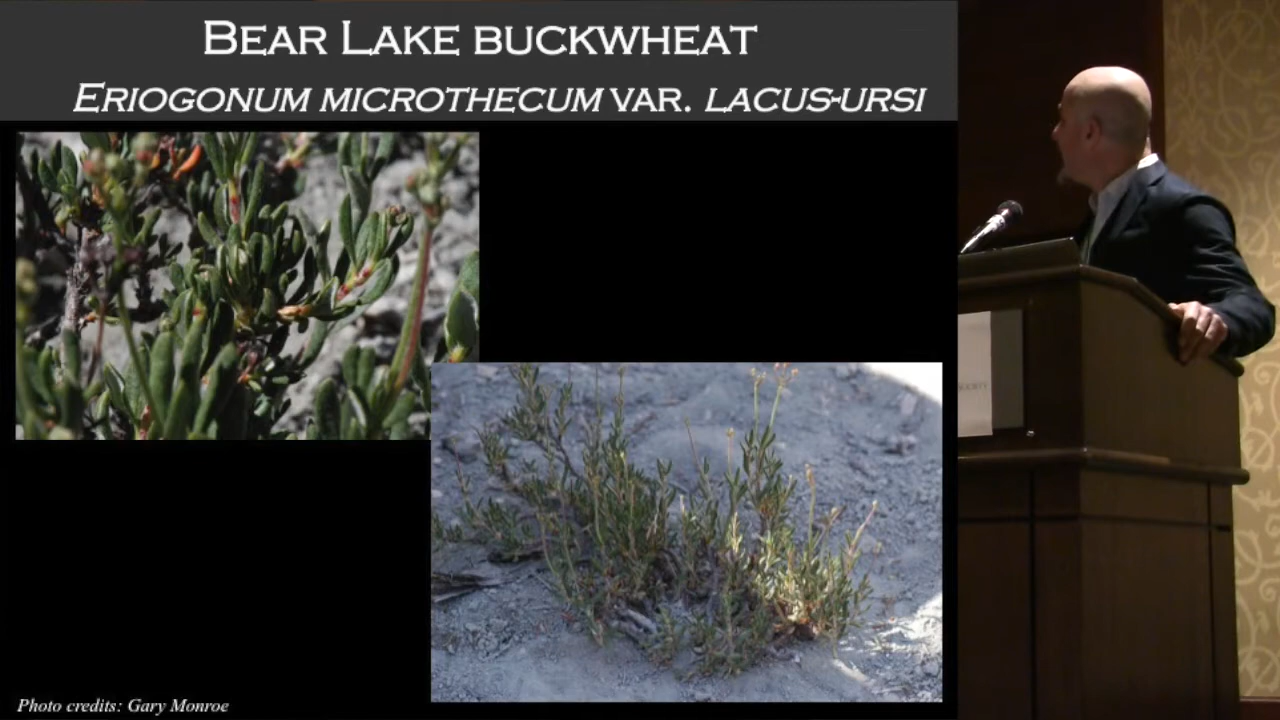 BEAR LAKE BUCKWHEAT
ERIOGONUM MICROTHECUM VAR. LACUS-URSI
Photo credits: Gary Monroe